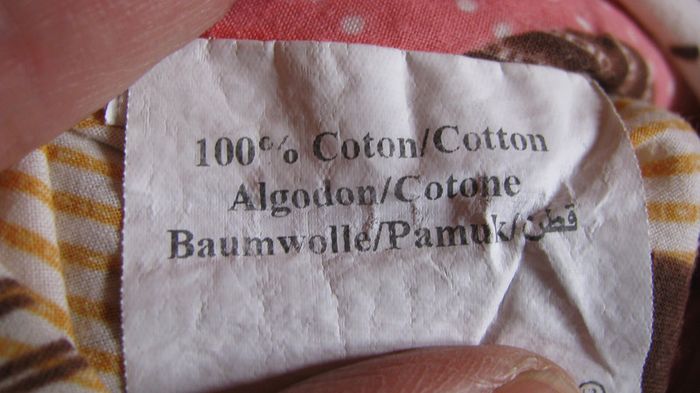 100% Coton/Cotton
Algodon/Cotone
Baumwolle/Pamuk/قطن